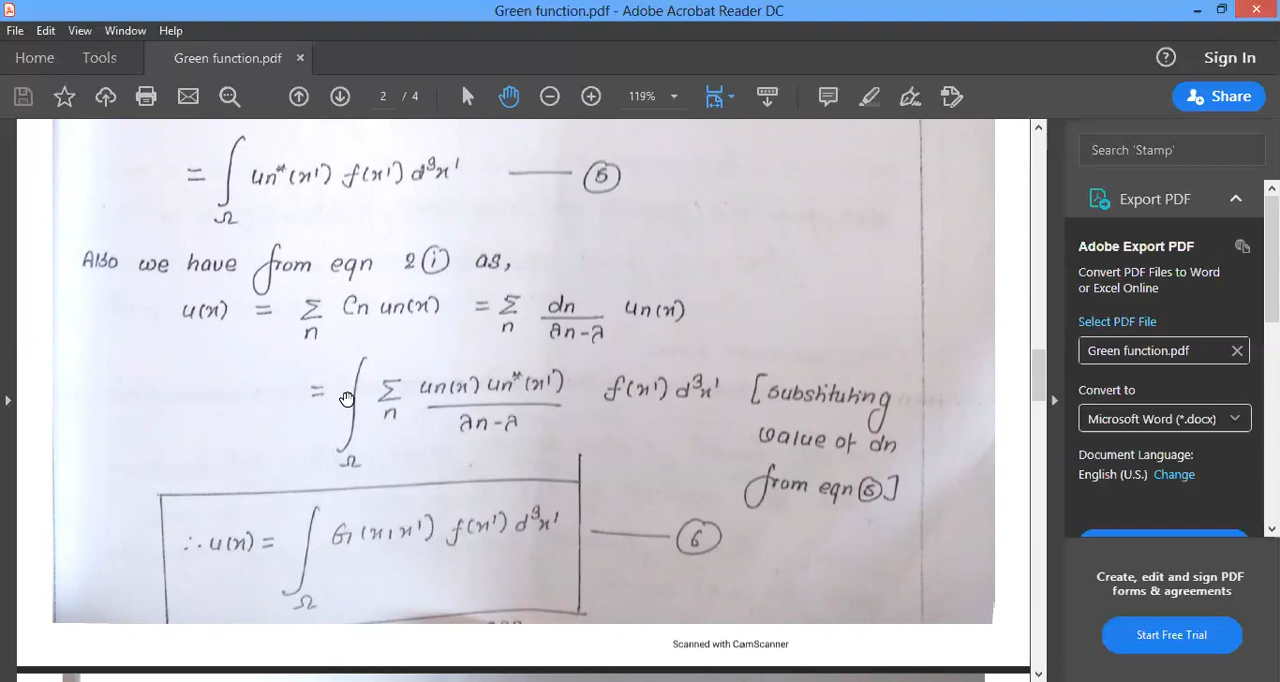 Green function.pdf - Adobe Acrobat Reader DC
File Edit View Window Help
Home Tools Green function.pdf × Sign In
2 / 4 119% Share
= ∫Ω un*(x') f(x') d³x' —— ⑤
Also we have from eqn 2(i) as,
u(x) = Σn Cn un(x) = Σn dn/(λn-λ) un(x)
= ∫Ω Σn un(x) un*(x')/(λn-λ) f(x') d³x' [substituting
value of dn
from eqn ⑤]
∴ u(x) = ∫Ω G(x, x') f(x') d³x' —— ⑥
Scanned with CamScanner
Search 'Stamp'
Export PDF
Adobe Export PDF
Convert PDF Files to Word
or Excel Online
Select PDF File
Green function.pdf ×
Convert to
Microsoft Word (*.docx)
Document Language:
English (U.S.) Change
Create, edit and sign PDF
forms & agreements
Start Free Trial